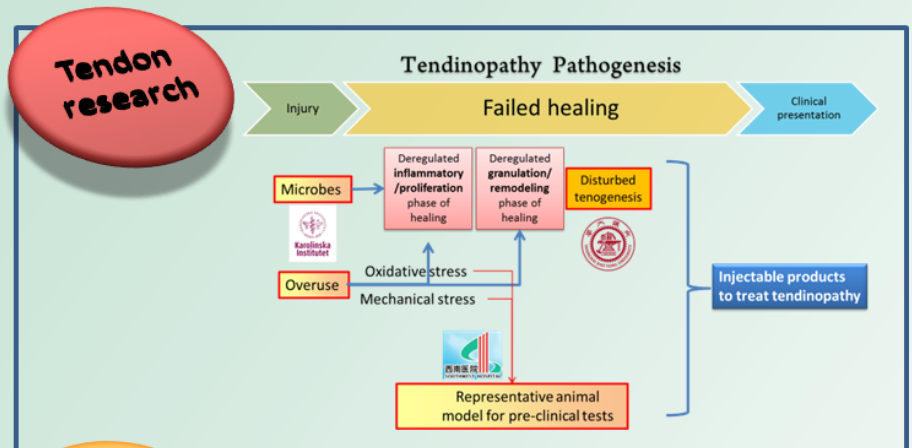 Tendon
research
Tendinopathy Pathogenesis
Injury
Failed healing
Clinical
presentation
Microbes
Deregulated
inflammatory
/proliferation
phase of
healing
Deregulated
granulation/
remodeling
phase of
healing
Disturbed
tenogenesis
Karolinska
Institutet
Overuse
Oxidative stress
Mechanical stress
Injectable products
to treat tendinopathy
西南医院
SOUTHWEST HOSPITAL
Representative animal
model for pre-clinical tests